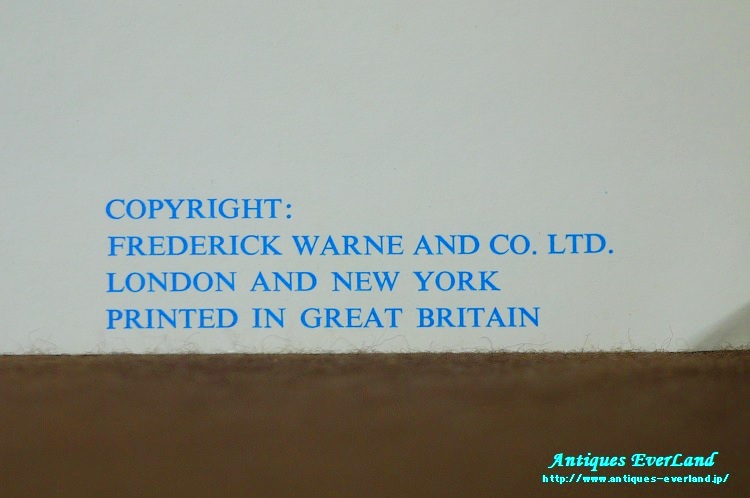 COPYRIGHT:
FREDERICK WARNE AND CO. LTD.
LONDON AND NEW YORK
PRINTED IN GREAT BRITAIN
Antiques EverLand
http://www.antiques-everland.jp/